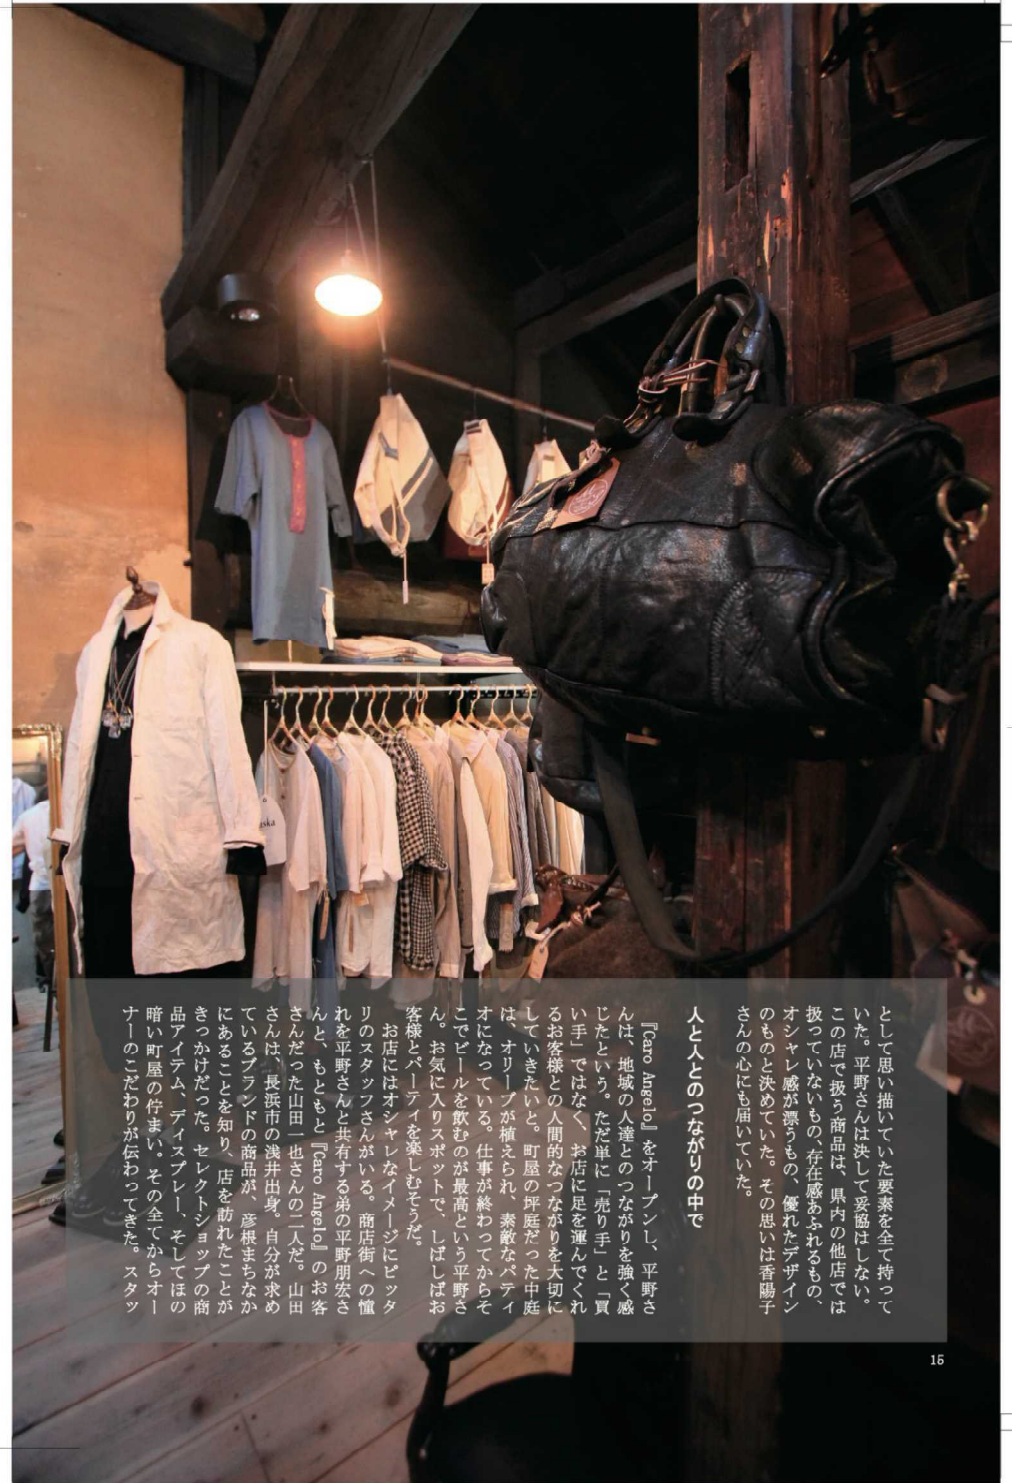 として思い描いていた要素を全て持って
いた。平野さんは決して妥協はしない。
この店で扱う商品は、県内の他店では
扱っていないもの、存在感あふれるもの、
オシャレ感が漂うもの、優れたデザイン
のものと決めていた。その思いは香陽子
さんの心にも届いていた。
人と人とのつながりの中で
『Caro Angelo』をオープンし、平野さ
んは、地域の人達とのつながりを強く感
じたという。ただ単に「売り手」と「買
い手」ではなく、お店に足を運んでくれ
るお客様との人間的なつながりを大切に
していきたいと。町屋の坪庭だった中庭
は、オリーブが植えられ、素敵なパティ
オになっている。仕事が終わってからそ
こでビールを飲むのが最高という平野さ
ん。お気に入りスポットで、しばしばお
客様とパーティを楽しむそうだ。
お店にはオシャレなイメージにピッタ
リのスタッフさんがいる。商店街への憧
れを平野さんと共有する弟の平野朋宏さ
んと、もともと『Caro Angelo』のお客
さんだった山田一也さんの二人だ。山田
さんは、長浜市の浅井出身。自分が求め
ているブランドの商品が、彦根まちなか
にあることを知り、店を訪れたことが
きっかけだった。セレクトショップの商
品アイテム、ディスプレー、そしてほの
暗い町屋の佇まい。その全てからオー
ナーのこだわりが伝わってきた。スタッ
15